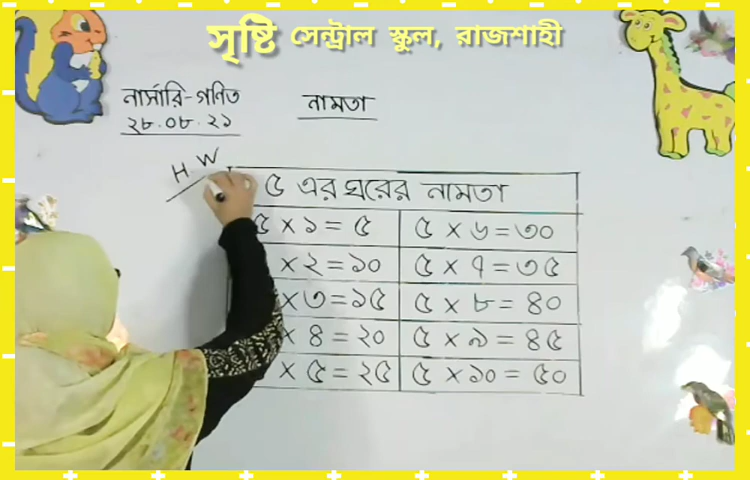 সৃষ্টি সেন্ট্রাল স্কুল, রাজশাহী
নার্সারি-গণিত
২৮.০৮.২১
নামতা
H W
৫ এর ঘরের নামতা
৫ × ১ = ৫
৫ × ৬ = ৩০
× ২ = ১০
৫ × ৭ = ৩৫
× ৩ = ১৫
৫ × ৮ = ৪০
× ৪ = ২০
৫ × ৯ = ৪৫
× ৫ = ২৫
৫ × ১০ = ৫০